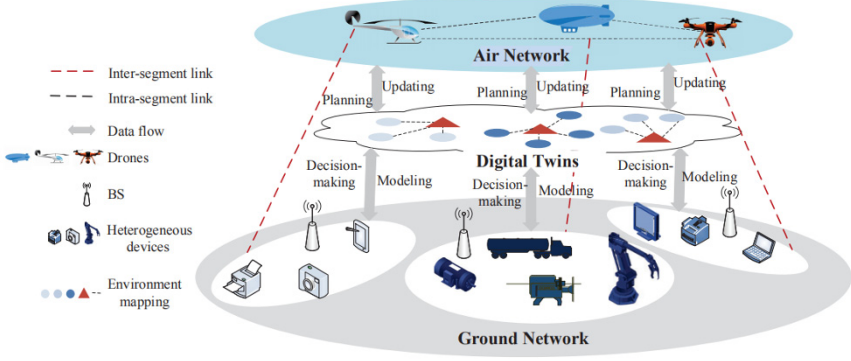 Air Network
Inter-segment link
Intra-segment link
Data flow
Drones
BS
Heterogeneous
devices
Environment
mapping
Planning
Updating
Planning
Updating
Planning
Updating
Digital Twins
Decision-
making
Modeling
Decision-
making
Modeling
Decision-
making
Modeling
Ground Network